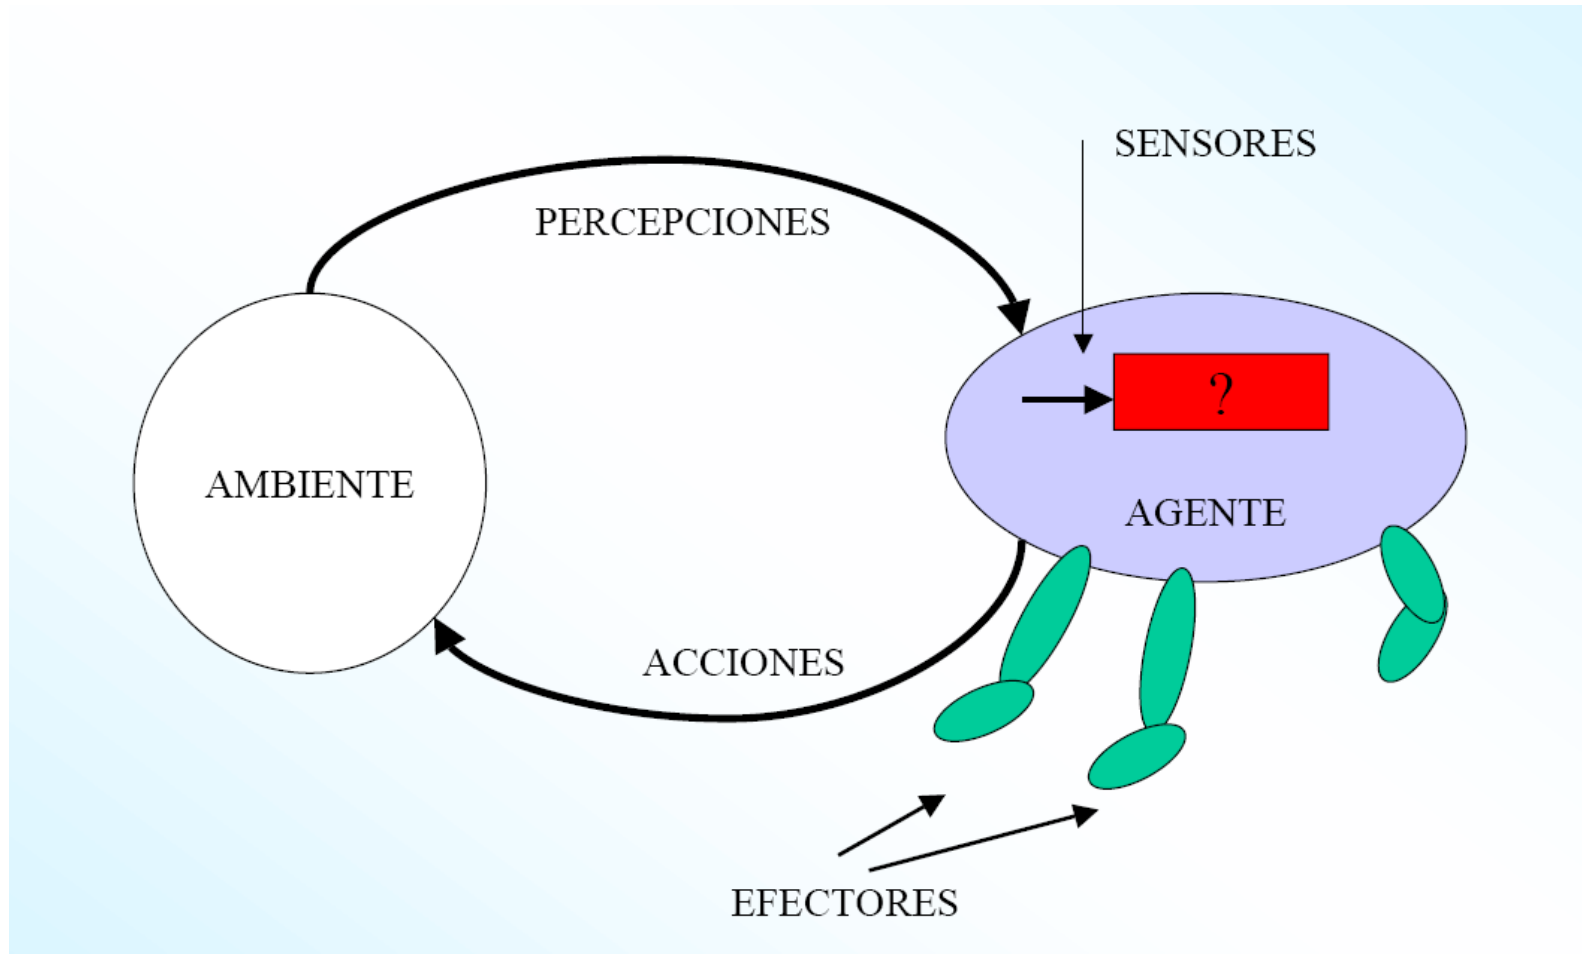 SENSORES
PERCEPCIONES
?
AMBIENTE
AGENTE
ACCIONES
EFECTORES